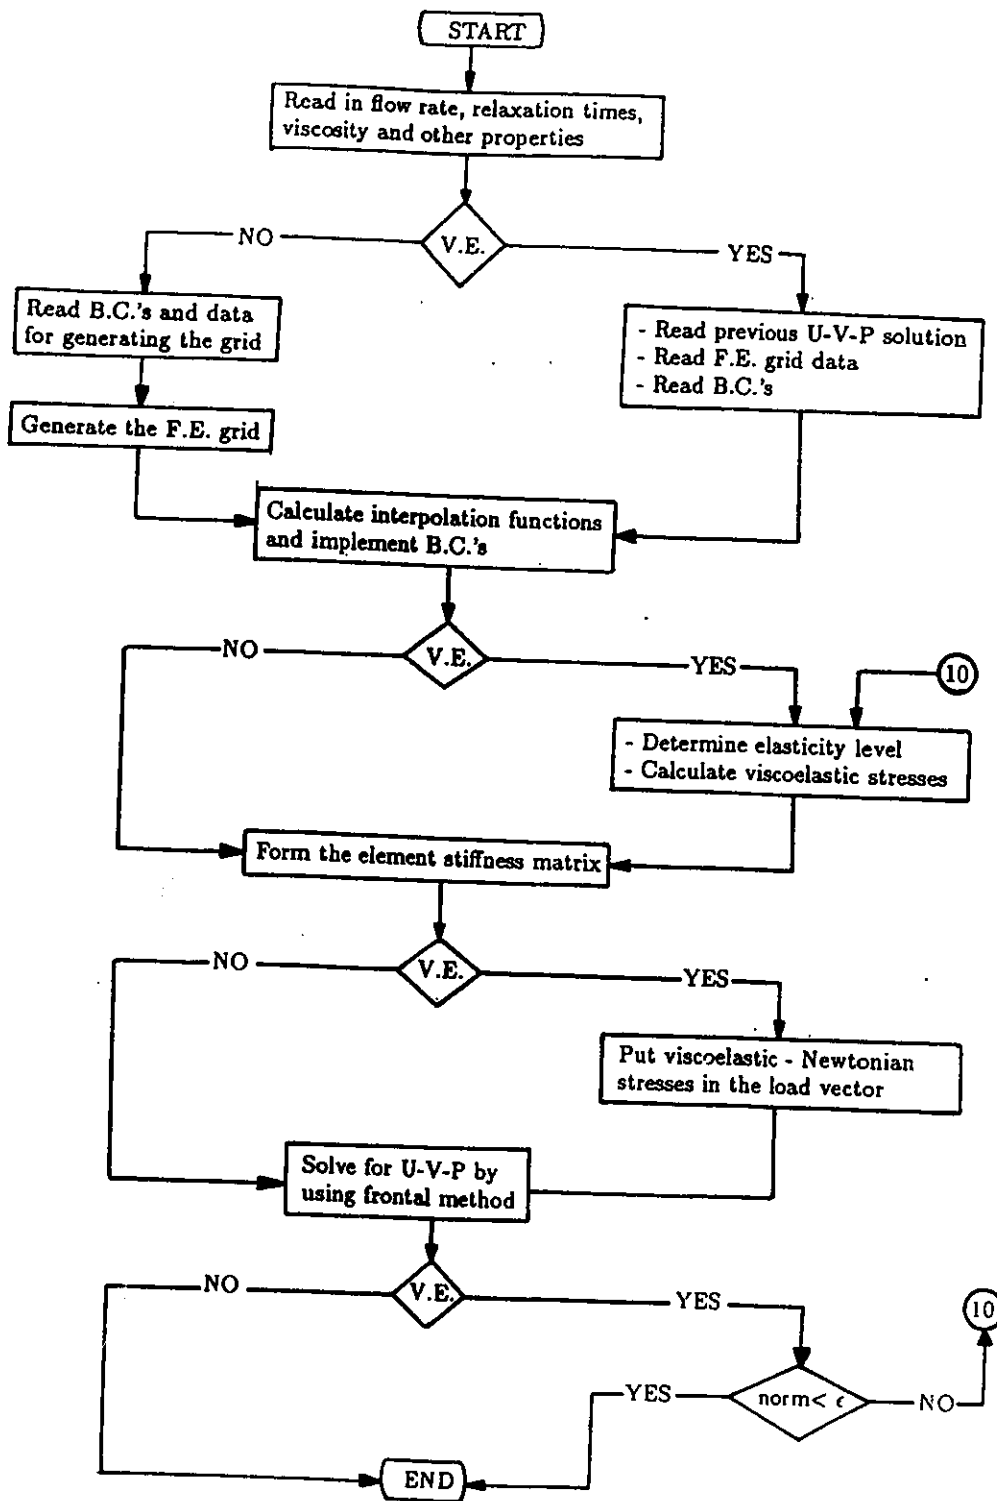 START
Read in flow rate, relaxation times,
viscosity and other properties
V.E.
NO
YES
Read B.C.'s and data
for generating the grid
- Read previous U-V-P solution
- Read F.E. grid data
- Read B.C.'s
Generate the F.E. grid
Calculate interpolation functions
and implement B.C.'s
V.E.
NO
YES
10
- Determine elasticity level
- Calculate viscoelastic stresses
Form the element stiffness matrix
V.E.
NO
YES
Put viscoelastic - Newtonian
stresses in the load vector
Solve for U-V-P by
using frontal method
V.E.
NO
YES
10
norm< ϵ
YES
NO
END